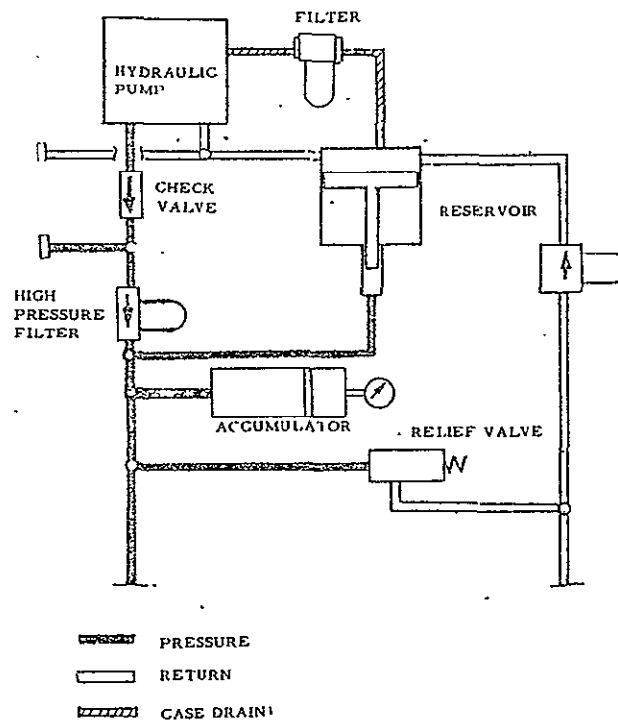 FILTER
HYDRAULIC
PUMP
CHECK
VALVE
RESERVOIR
HIGH
PRESSURE
FILTER
ACCUMULATOR
RELIEF VALVE
PRESSURE
RETURN
CASE DRAIN